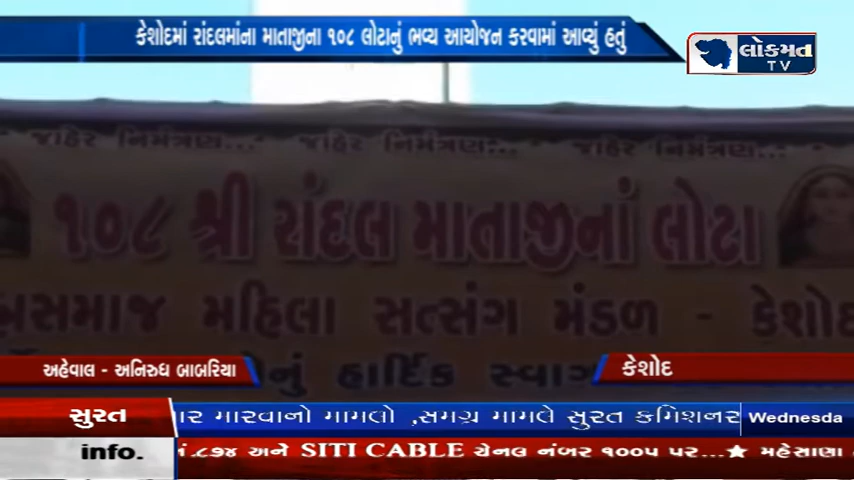 કેશોદમાં રાંદલમાંના માતાજીના ૧૦૮ લોટાનું ભવ્ય આયોજન કરવામાં આવ્યું હતું
લોકમત
TV
જાહેર નિમંત્રણ... જાહેર નિમંત્રણ... જાહેર નિમંત્રણ...
૧૦૮ શ્રી રાંદલ માતાજીનાં લોટા
મહિલા સત્સંગ મંડળ - કેશોદ
હાર્દિક
અહેવાલ - અનિરુધ બાબરિયા
કેશોદ
સુરત
માર મારવાનો મામલો ,સમગ્ર મામલે સુરત કમિશનર
Wednesda
info.
.૮૭૪ અને SITI CABLE ચેનલ નંબર ૧૦૦૫ પર...★ મહેસાણા